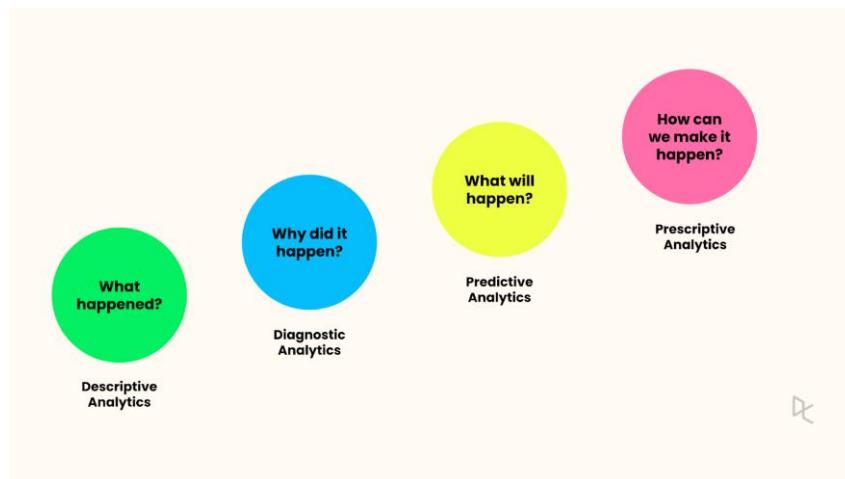 What
happened?
Descriptive
Analytics
Why did it
happen?
Diagnostic
Analytics
What will
happen?
Predictive
Analytics
How can
we make it
happen?
Prescriptive
Analytics